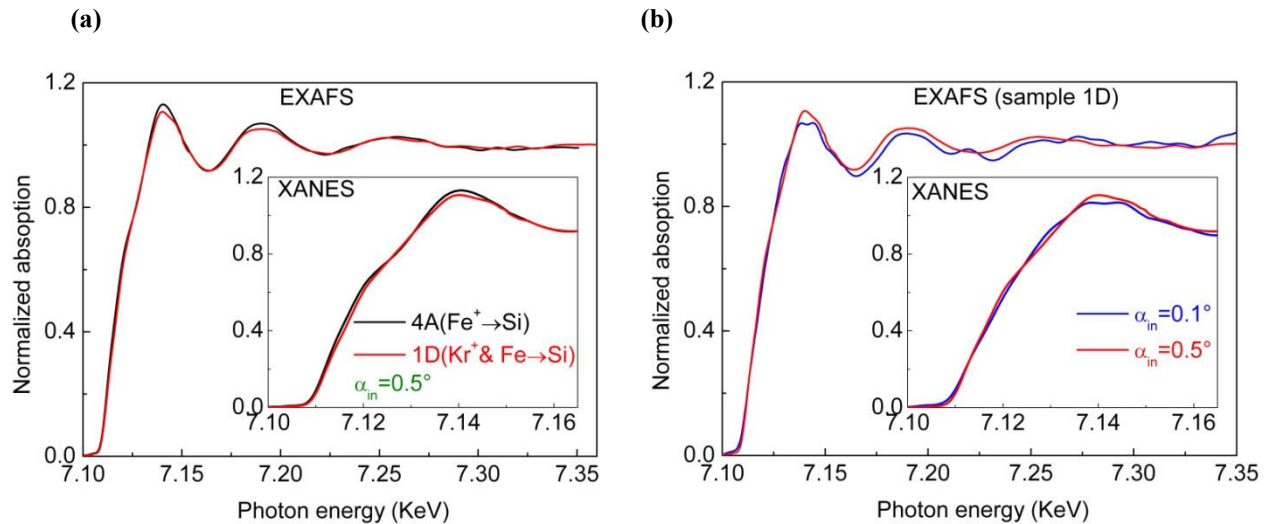 (a)
(b)
EXAFS
XANES
4A(Fe⁺→Si)
1D(Kr⁺& Fe→Si)
αin=0.5°
Normalized absoption
1.2
0.8
0.4
0.0
7.10 7.15 7.20 7.25 7.30 7.35
1.2
0.8
0.4
0.0
7.10 7.12 7.14 7.16
Photon energy (KeV)
EXAFS (sample 1D)
XANES
αin=0.1°
αin=0.5°
Normalized absoption
1.2
0.8
0.4
0.0
7.10 7.15 7.20 7.25 7.30 7.35
1.2
0.8
0.4
0.0
7.10 7.12 7.14 7.16
Photon energy (KeV)